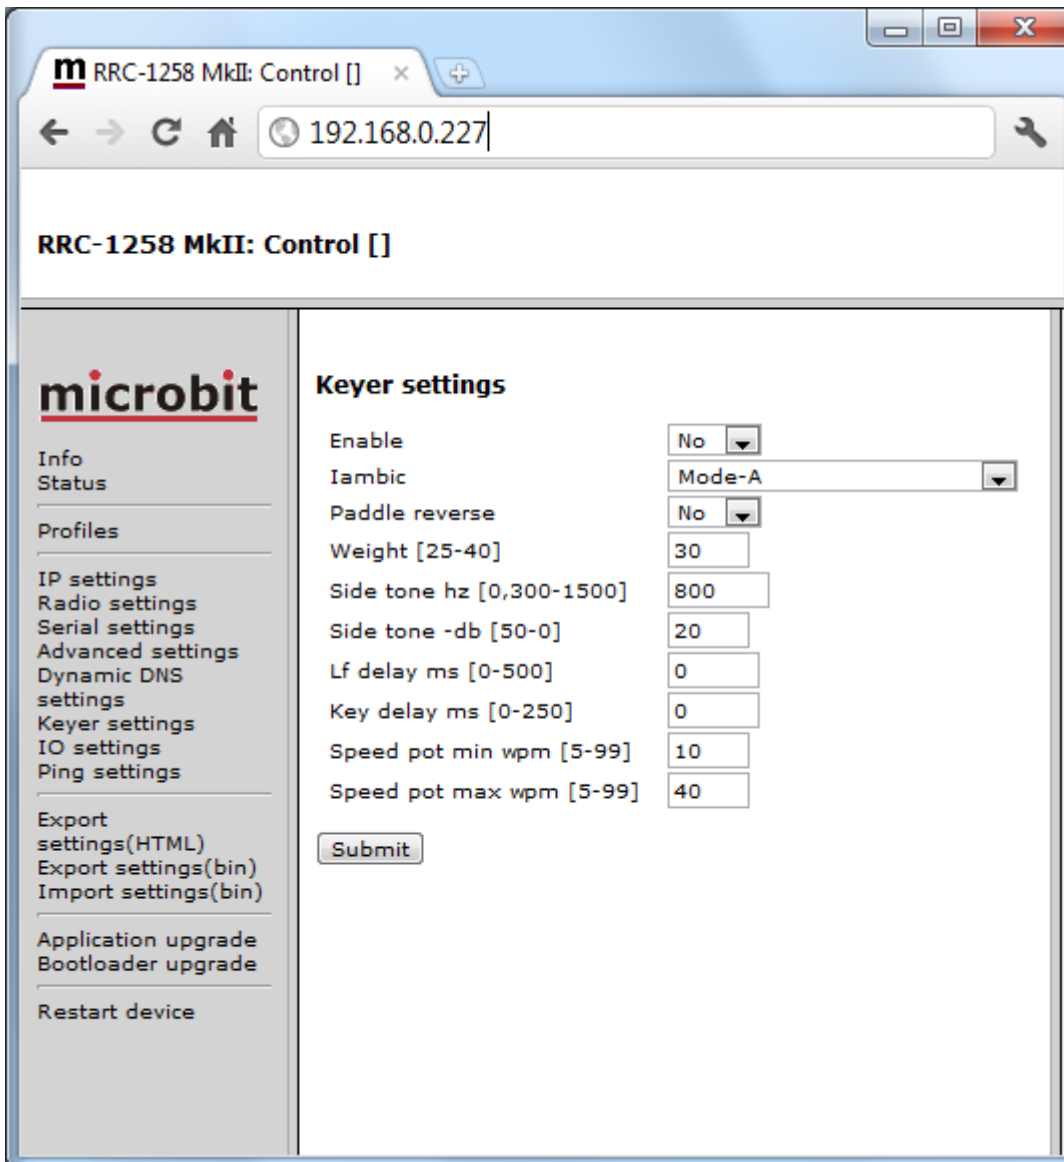 m RRC-1258 MkII: Control []
192.168.0.227
RRC-1258 MkII: Control []
microbit
Info
Status
Profiles
IP settings
Radio settings
Serial settings
Advanced settings
Dynamic DNS
settings
Keyer settings
IO settings
Ping settings
Export
settings(HTML)
Export settings(bin)
Import settings(bin)
Application upgrade
Bootloader upgrade
Restart device
Keyer settings
Enable No
Iambic Mode-A
Paddle reverse No
Weight [25-40] 30
Side tone hz [0,300-1500] 800
Side tone -db [50-0] 20
Lf delay ms [0-500] 0
Key delay ms [0-250] 0
Speed pot min wpm [5-99] 10
Speed pot max wpm [5-99] 40
Submit